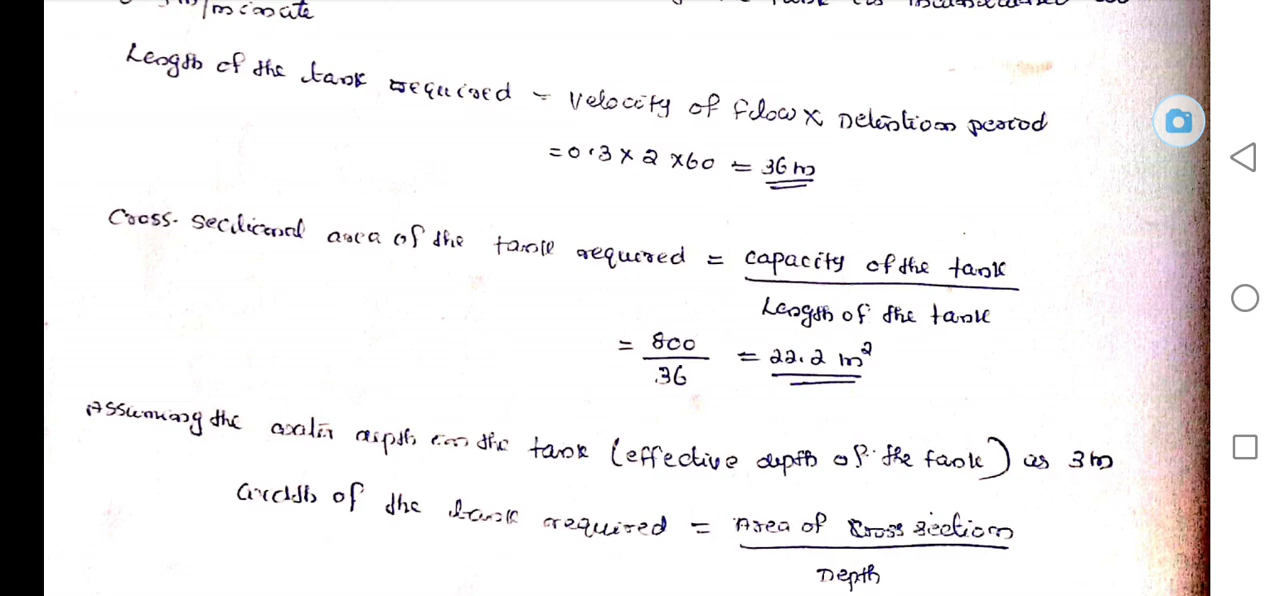 /minute
Length of the tank required = velocity of flow x Detention period
= 0.3 x 2 x 60 = 36 m
Cross-sectional area of the tank required = capacity of the tank
Length of the tank
= 800 / 36 = 22.2 m²
Assuming the water depth in the tank (effective depth of the tank) as 3m
width of the tank required = Area of cross section
Depth